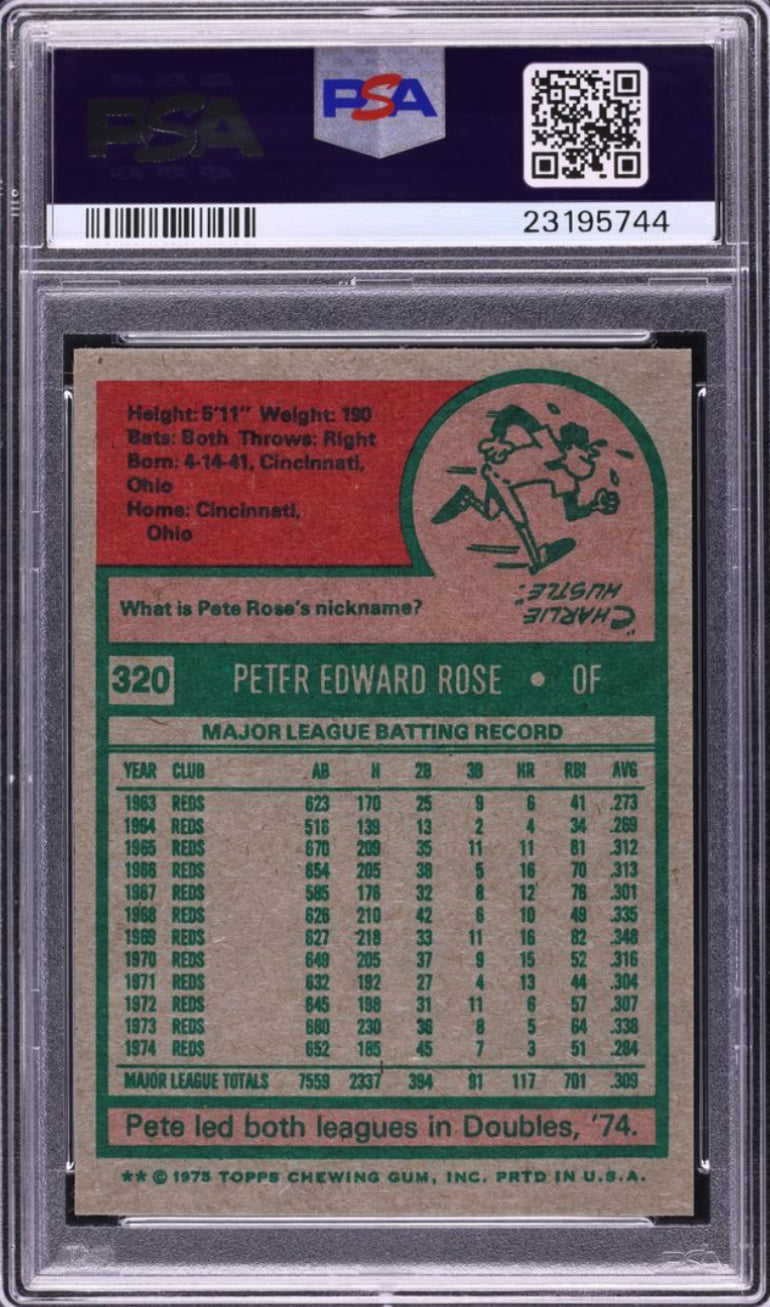 PSA
PSA
23195744
Height: 5'11" Weight: 190
Bats: Both Throws: Right
Born: 4-14-41, Cincinnati,
Ohio
Home: Cincinnati,
Ohio
"CHARLIE
HUSTLE".
What is Pete Rose's nickname?
320 PETER EDWARD ROSE • OF
MAJOR LEAGUE BATTING RECORD
YEAR CLUB AB H 2B 3B HR RBI AVG
1963 REDS 623 170 25 9 6 41 .273
1964 REDS 516 139 13 2 4 34 .269
1965 REDS 670 209 35 11 11 81 .312
1966 REDS 654 205 38 5 16 70 .313
1967 REDS 585 176 32 8 12 76 .301
1968 REDS 626 210 42 6 10 49 .335
1969 REDS 627 218 33 11 16 82 .348
1970 REDS 649 205 37 9 15 52 .316
1971 REDS 632 192 27 4 13 44 .304
1972 REDS 645 198 31 11 6 57 .307
1973 REDS 680 230 36 8 5 64 .338
1974 REDS 652 185 45 7 3 51 .284
MAJOR LEAGUE TOTALS 7559 2337 394 91 117 701 .309
Pete led both leagues in Doubles, '74.
** © 1975 TOPPS CHEWING GUM, INC. PRTD IN U.S.A.
PSA